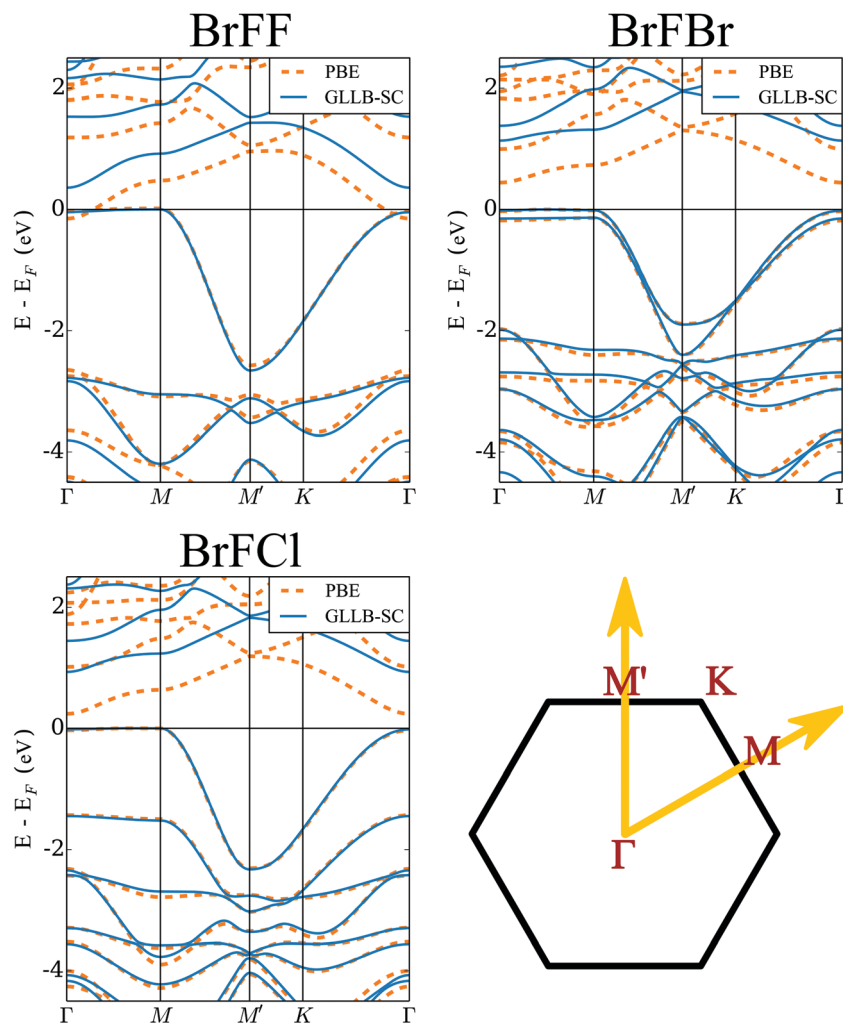 BrFF
BrFBr
PBE
GLLB-SC
PBE
GLLB-SC
2
0
-2
-4
E - E_F (eV)
2
0
-2
-4
E - E_F (eV)
Γ M M' K Γ
Γ M M' K Γ
BrFCl
PBE
GLLB-SC
2
0
-2
-4
E - E_F (eV)
Γ M M' K Γ
M' K
M
Γ